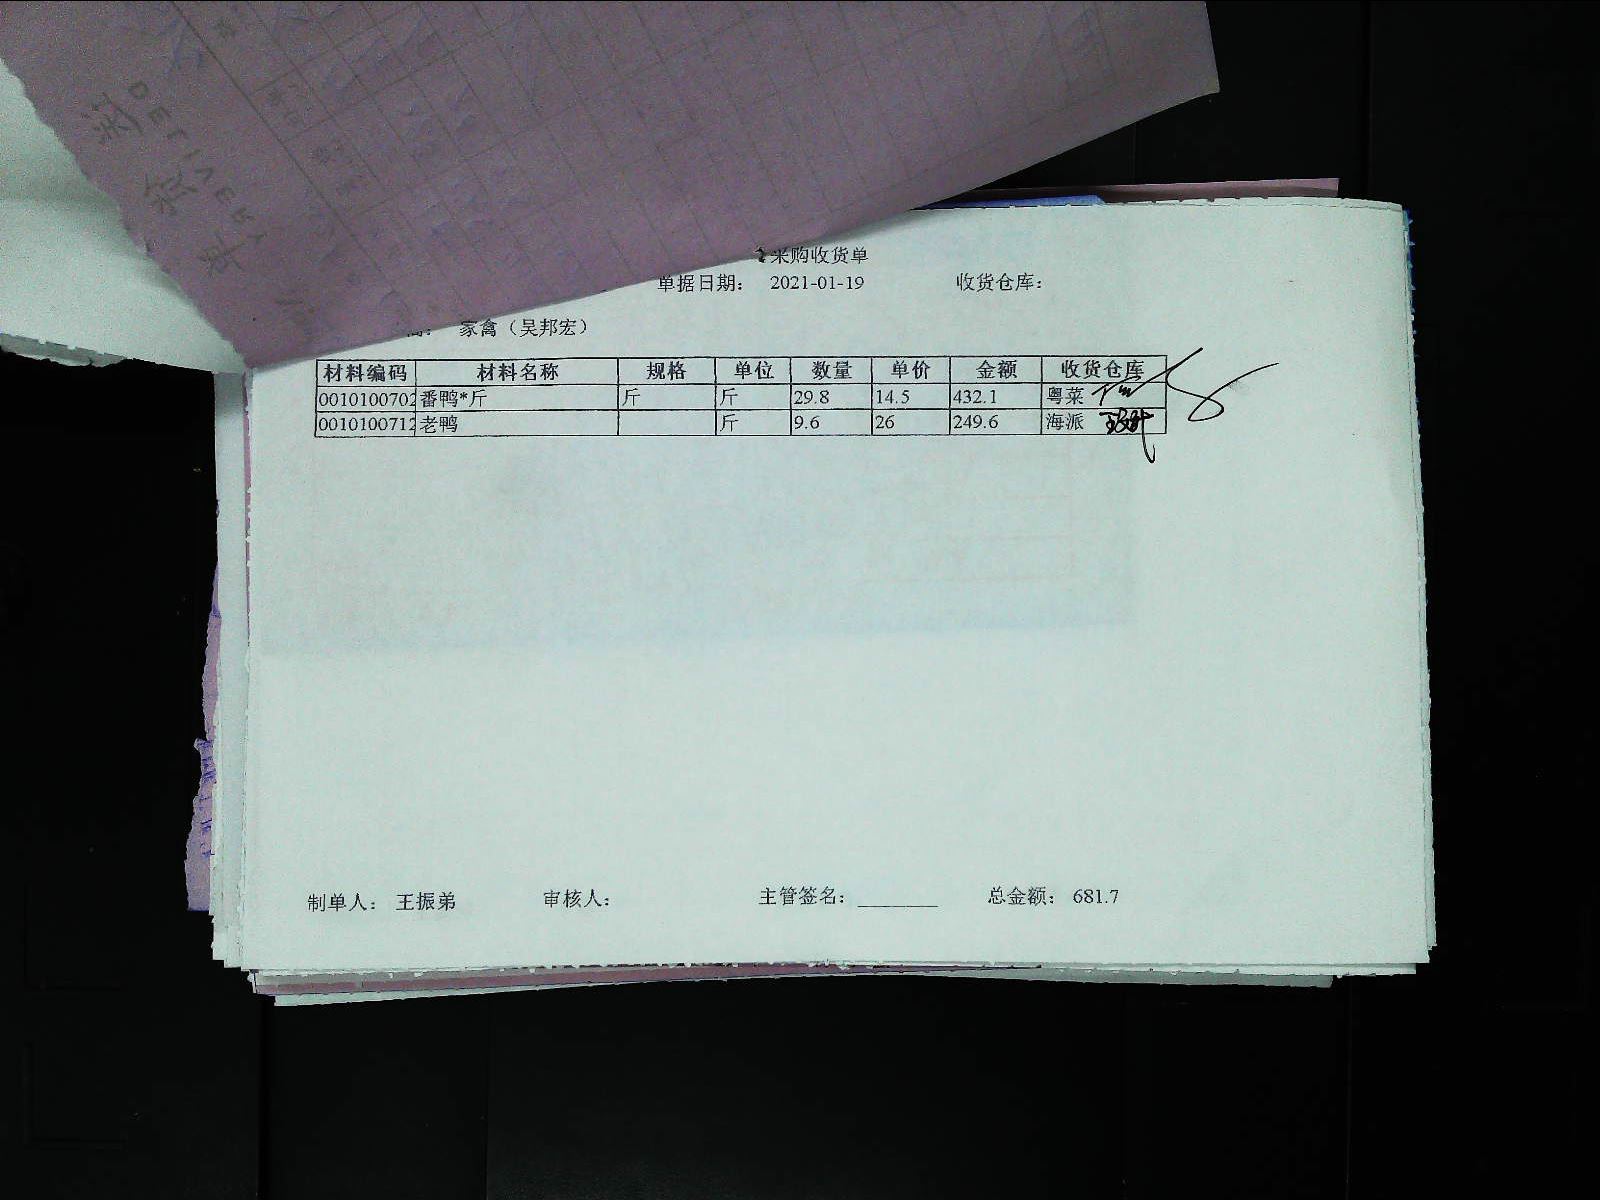 采购收货单
单据日期： 2021-01-19 收货仓库：
家禽（吴邦宏）
材料编码 材料名称 规格 单位 数量 单价 金额 收货仓库
0010100702 番鸭*斤 斤 斤 29.8 14.5 432.1 粤菜
0010100712 老鸭 斤 9.6 26 249.6 海派
制单人： 王振弟 审核人： 主管签名：________ 总金额： 681.7
DELIVERY